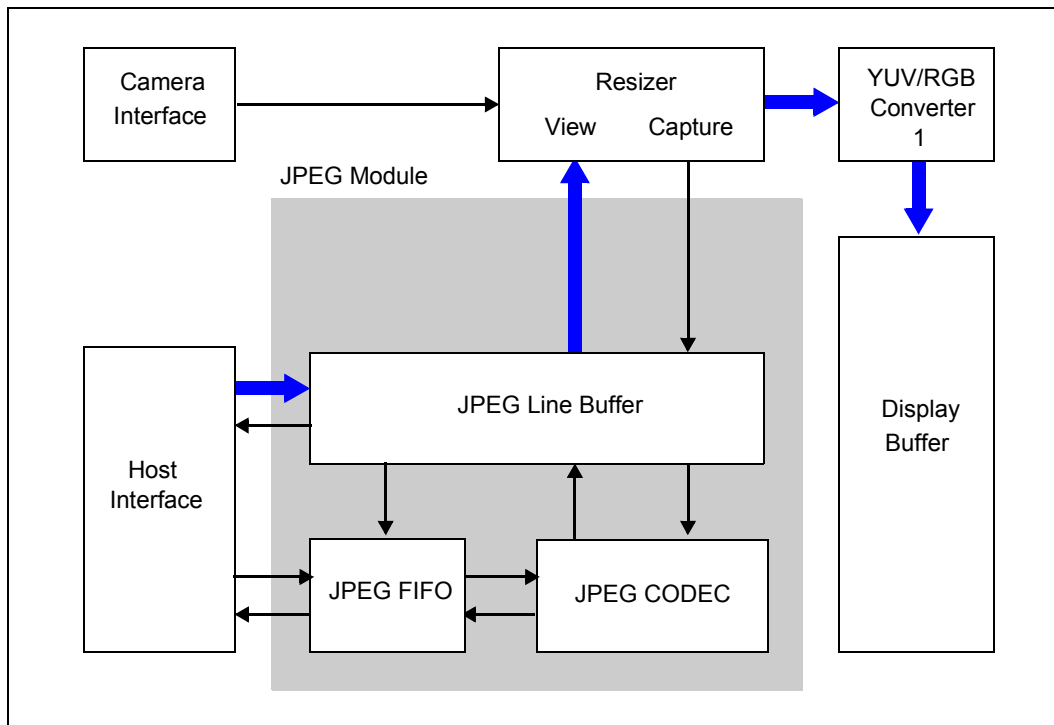 Camera
Interface
Resizer
View Capture
YUV/RGB
Converter
1
JPEG Module
Host
Interface
JPEG Line Buffer
Display
Buffer
JPEG FIFO
JPEG CODEC